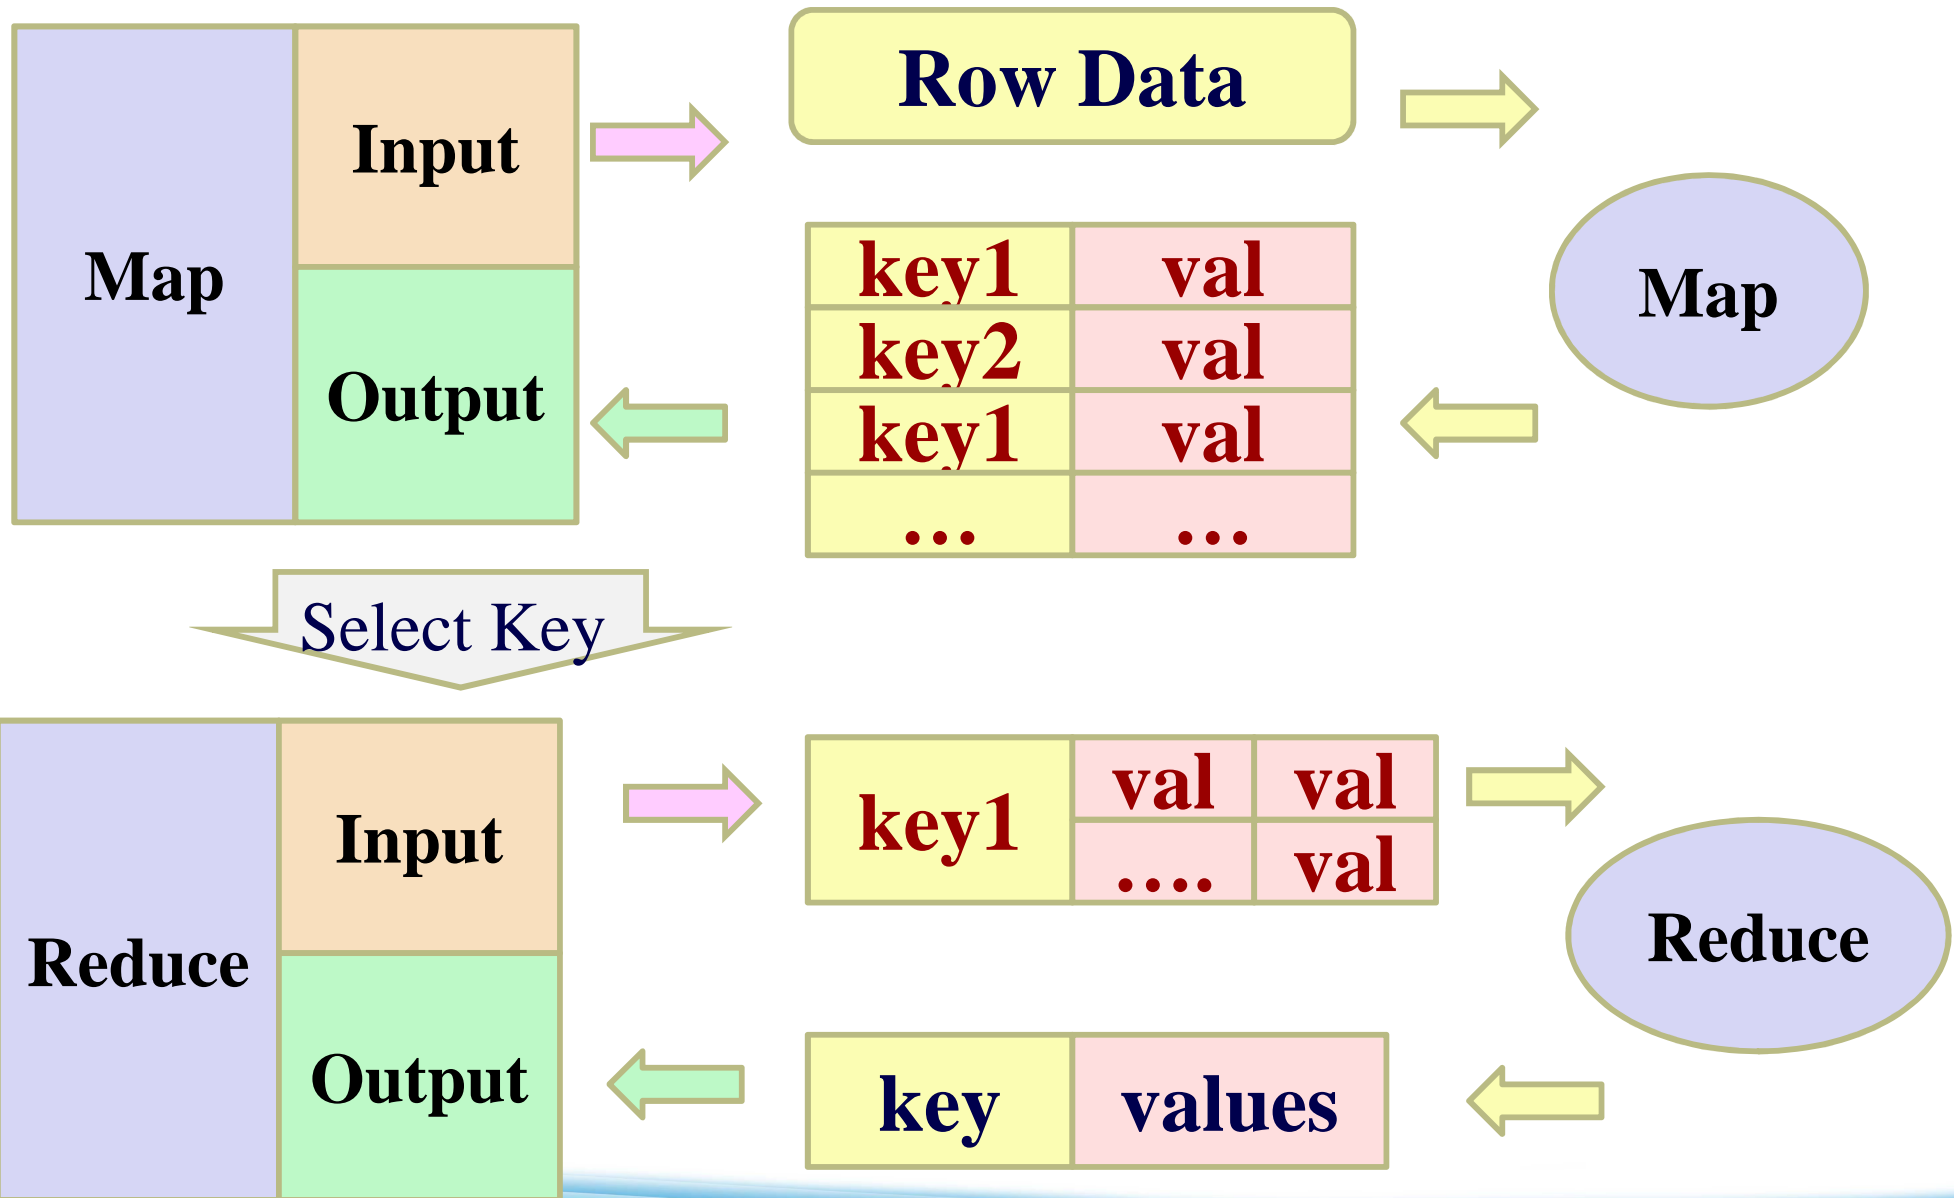 Map
Input
Output
Row Data
key1 val
key2 val
key1 val
... ...
Map
Select Key
Reduce
Input
Output
key1
val val
.... val
Reduce
key values